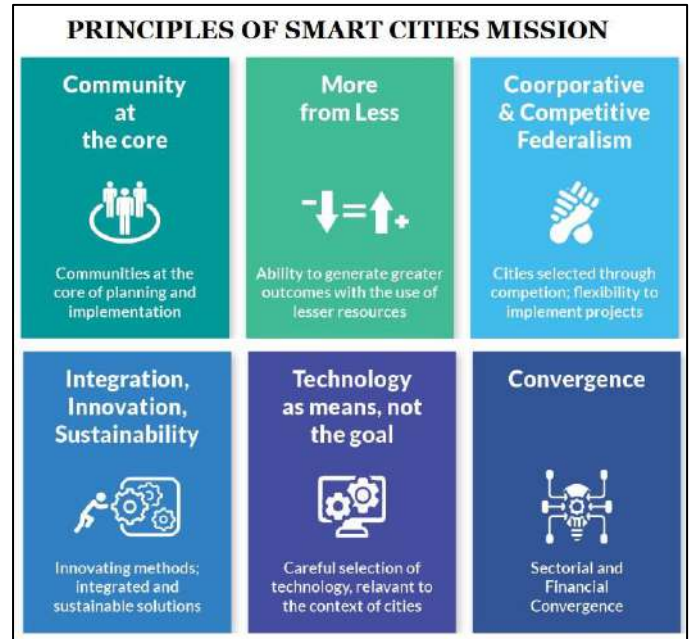 PRINCIPLES OF SMART CITIES MISSION
Community
at
the core
Communities at the
core of planning and
implementation
More
from Less
Ability to generate greater
outcomes with the use of
lesser resources
Coorporative
& Competitive
Federalism
Cities selected through
competion; flexibility to
implement projects
Integration,
Innovation,
Sustainability
Innovating methods;
integrated and
sustainable solutions
Technology
as means, not
the goal
Careful selection of
technology, relavant to
the context of cities
Convergence
Sectorial and
Financial
Convergence